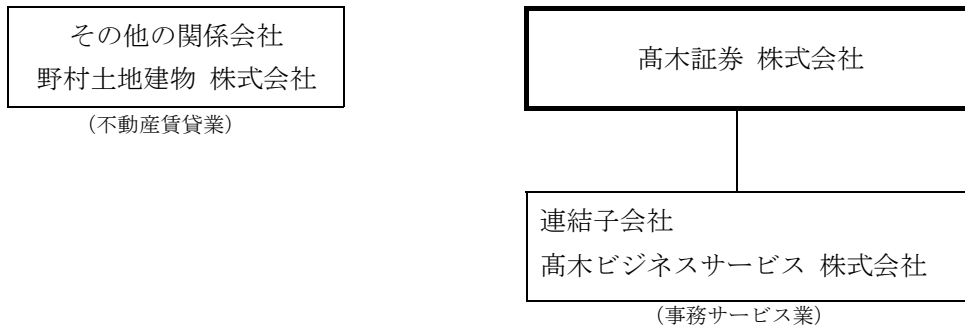 その他の関係会社
野村土地建物 株式会社
(不動産賃貸業)
髙木証券 株式会社
連結子会社
髙木ビジネスサービス 株式会社
(事務サービス業)